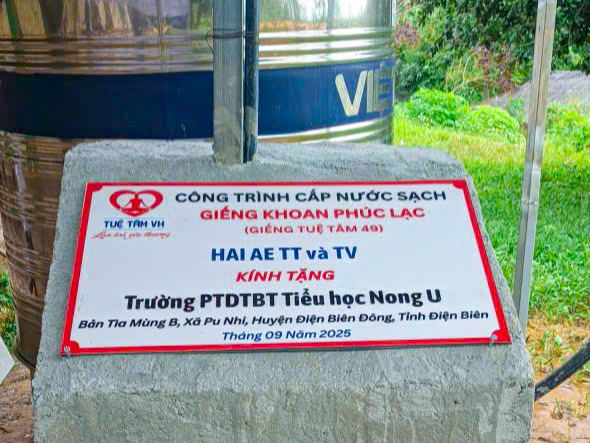 VIỆ
CÔNG TRÌNH CẤP NƯỚC SẠCH
GIẾNG KHOAN PHÚC LẠC
(GIẾNG TUỆ TÂM 49)
TUỆ TÂM VH
Lan toả yêu thương
HAI AE TT và TV
KÍNH TẶNG
Trường PTDTBT Tiểu học Nong U
Bản Tìa Mùng B, Xã Pu Nhi, Huyện Điện Biên Đông, Tỉnh Điện Biên
Tháng 09 Năm 2025